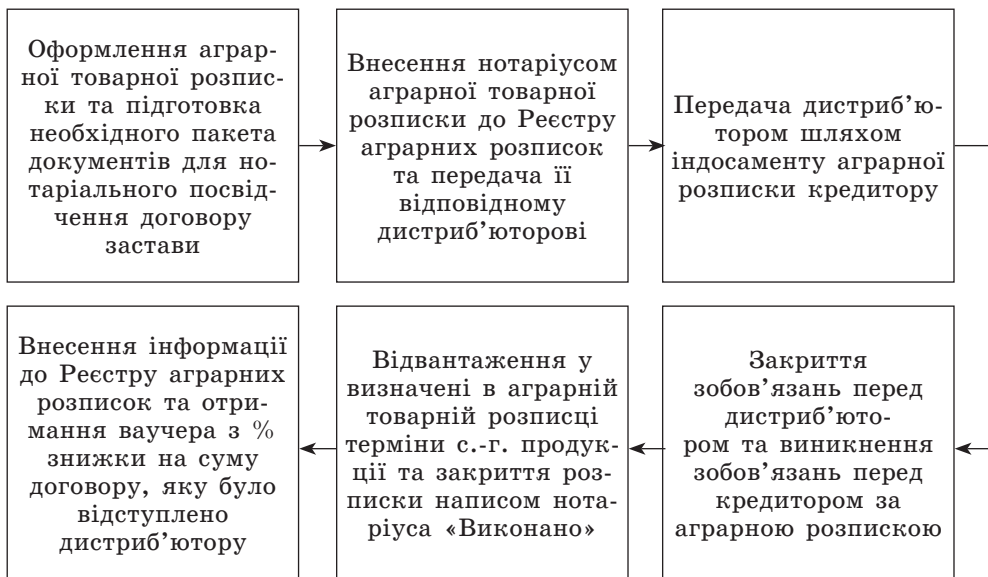 Оформлення аграр-
ної товарної розпис-
ки та підготовка
необхідного пакета
документів для но-
таріального посвід-
чення договору
застави
Внесення нотаріусом
аграрної товарної
розписки до Реєстру
аграрних розписок
та передача її
відповідному
дистриб’юторові
Передача дистриб’ю-
тором шляхом
індосаменту аграрної
розписки кредитору
Закриття
зобов’язань перед
дистриб’юто-
ром та виникнення
зобов’язань перед
кредитором за
аграрною розпискою
Відвантаження у
визначені в аграрній
товарній розписці
терміни с.-г. продук-
ції та закриття роз-
писки написом нота-
ріуса «Виконано»
Внесення інформації
до Реєстру аграрних
розписок та отри-
мання ваучера з %
знижки на суму
договору, яку було
відступлено
дистриб’ютору